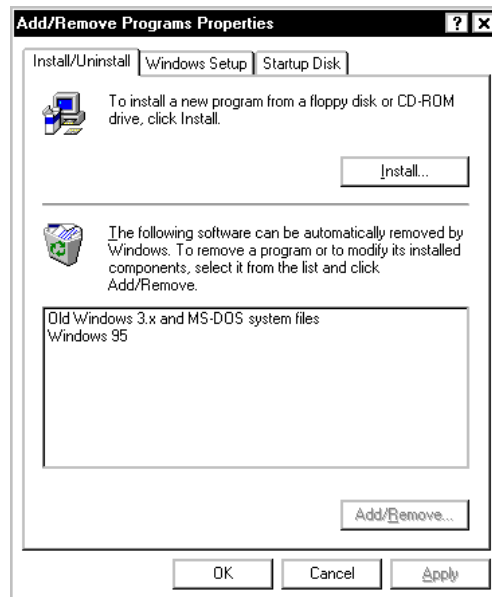 Add/Remove Programs Properties
Install/Uninstall Windows Setup Startup Disk
To install a new program from a floppy disk or CD-ROM
drive, click Install.
Install...
The following software can be automatically removed by
Windows. To remove a program or to modify its installed
components, select it from the list and click
Add/Remove.
Old Windows 3.x and MS-DOS system files
Windows 95
Add/Remove...
OK Cancel Apply